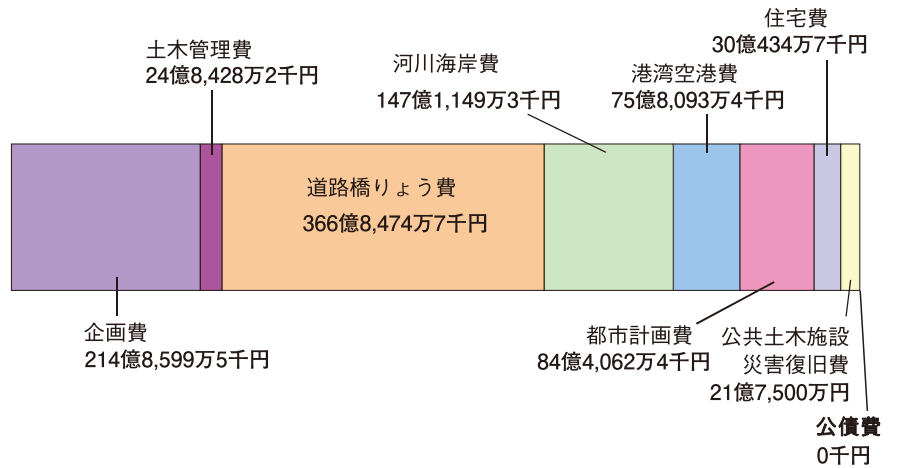 土木管理費
24億8,428万2千円
河川海岸費
147億1,149万3千円
港湾空港費
75億8,093万4千円
住宅費
30億434万7千円
道路橋りょう費
366億8,474万7千円
企画費
214億8,599万5千円
都市計画費
84億4,062万4千円
公共土木施設
災害復旧費
21億7,500万円
公債費
0千円